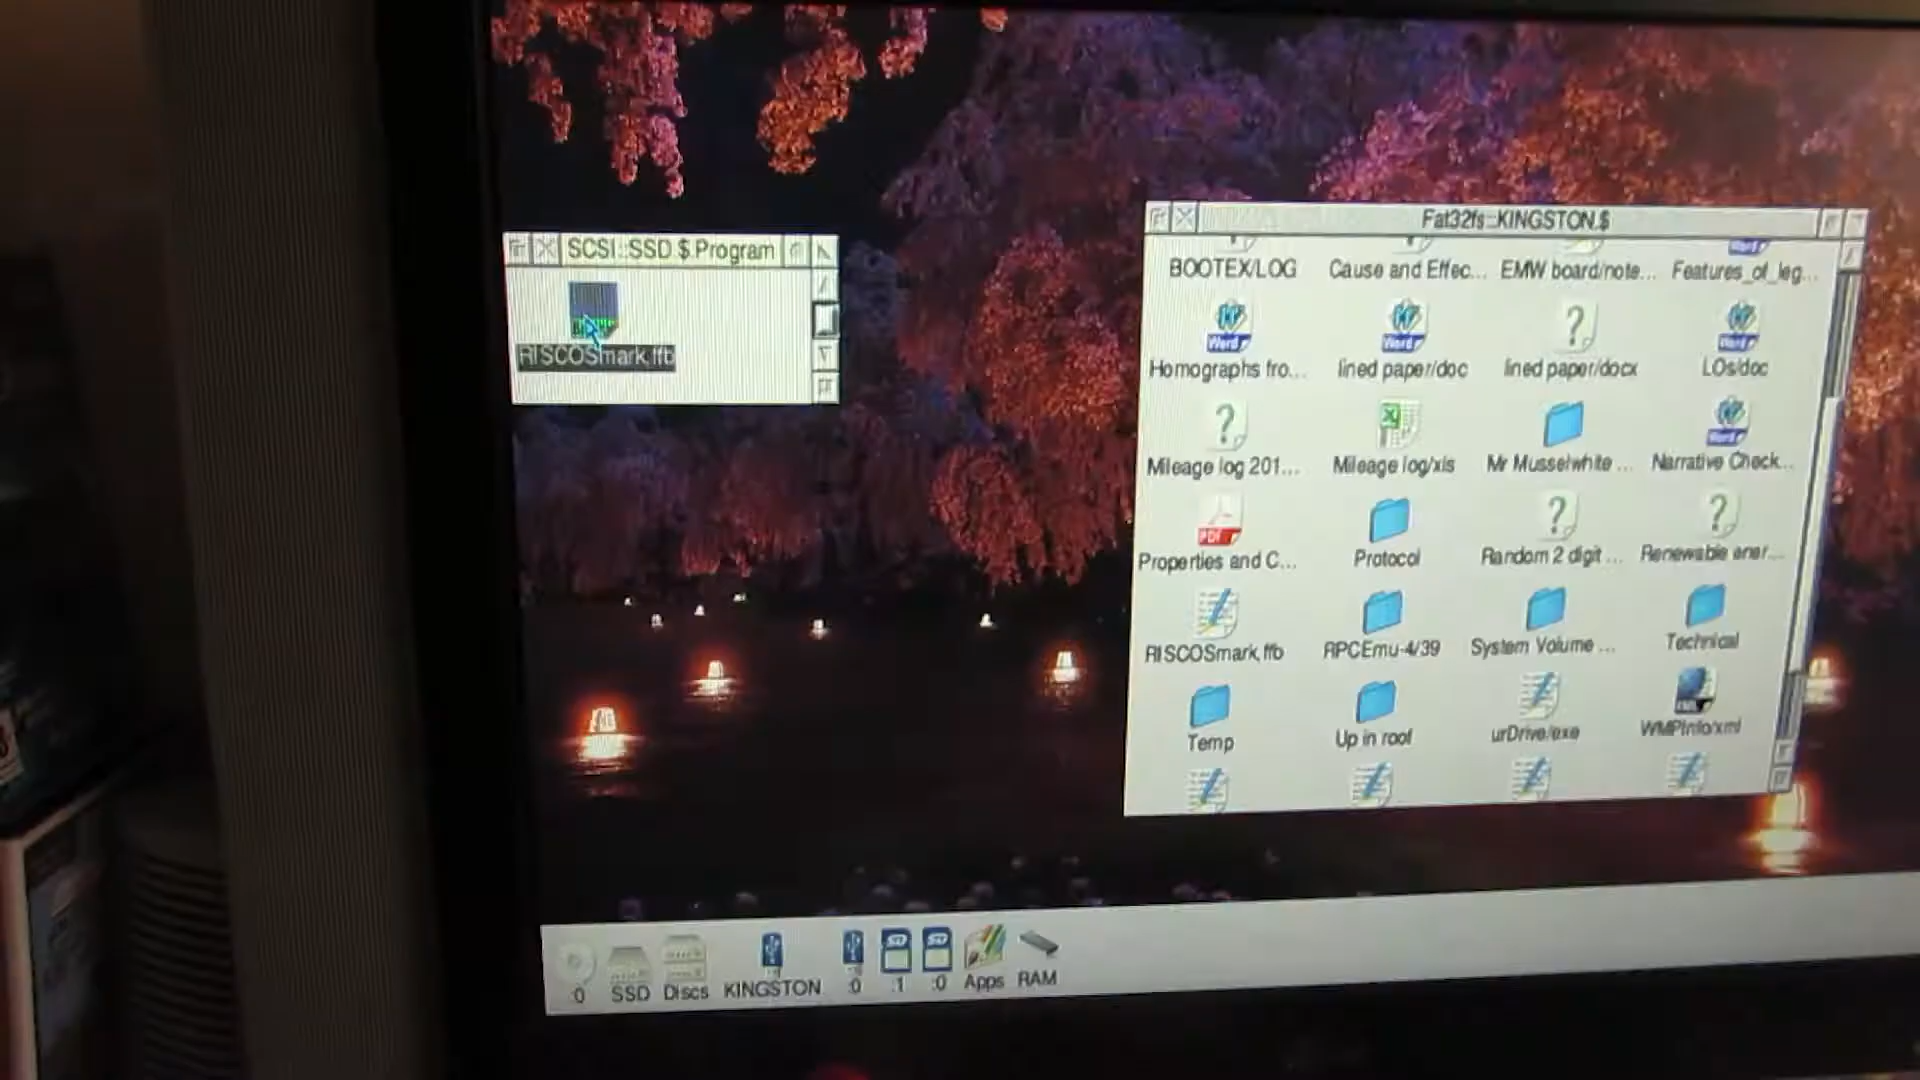 SCSI::SSD.$.Program
RISCOSmark,ffb
Fat32fs::KINGSTON.$
BOOTEX/LOG Cause and Effec... EMW board/note... Features_of_leg...
Homographs fro... lined paper/doc lined paper/docx LOs/doc
Mileage log 201... Mileage log/xls Mr Musselwhite ... Narrative Check...
Properties and C... Protocol Random 2 digit ... Renewable ener...
RISCOSmark,ffb RPCEmu-4/39 System Volume ... Technical
Temp Up in roof urDrive/exe WMPInfo/xml
:0 SSD Discs KINGSTON :0 :1 :0 Apps RAM